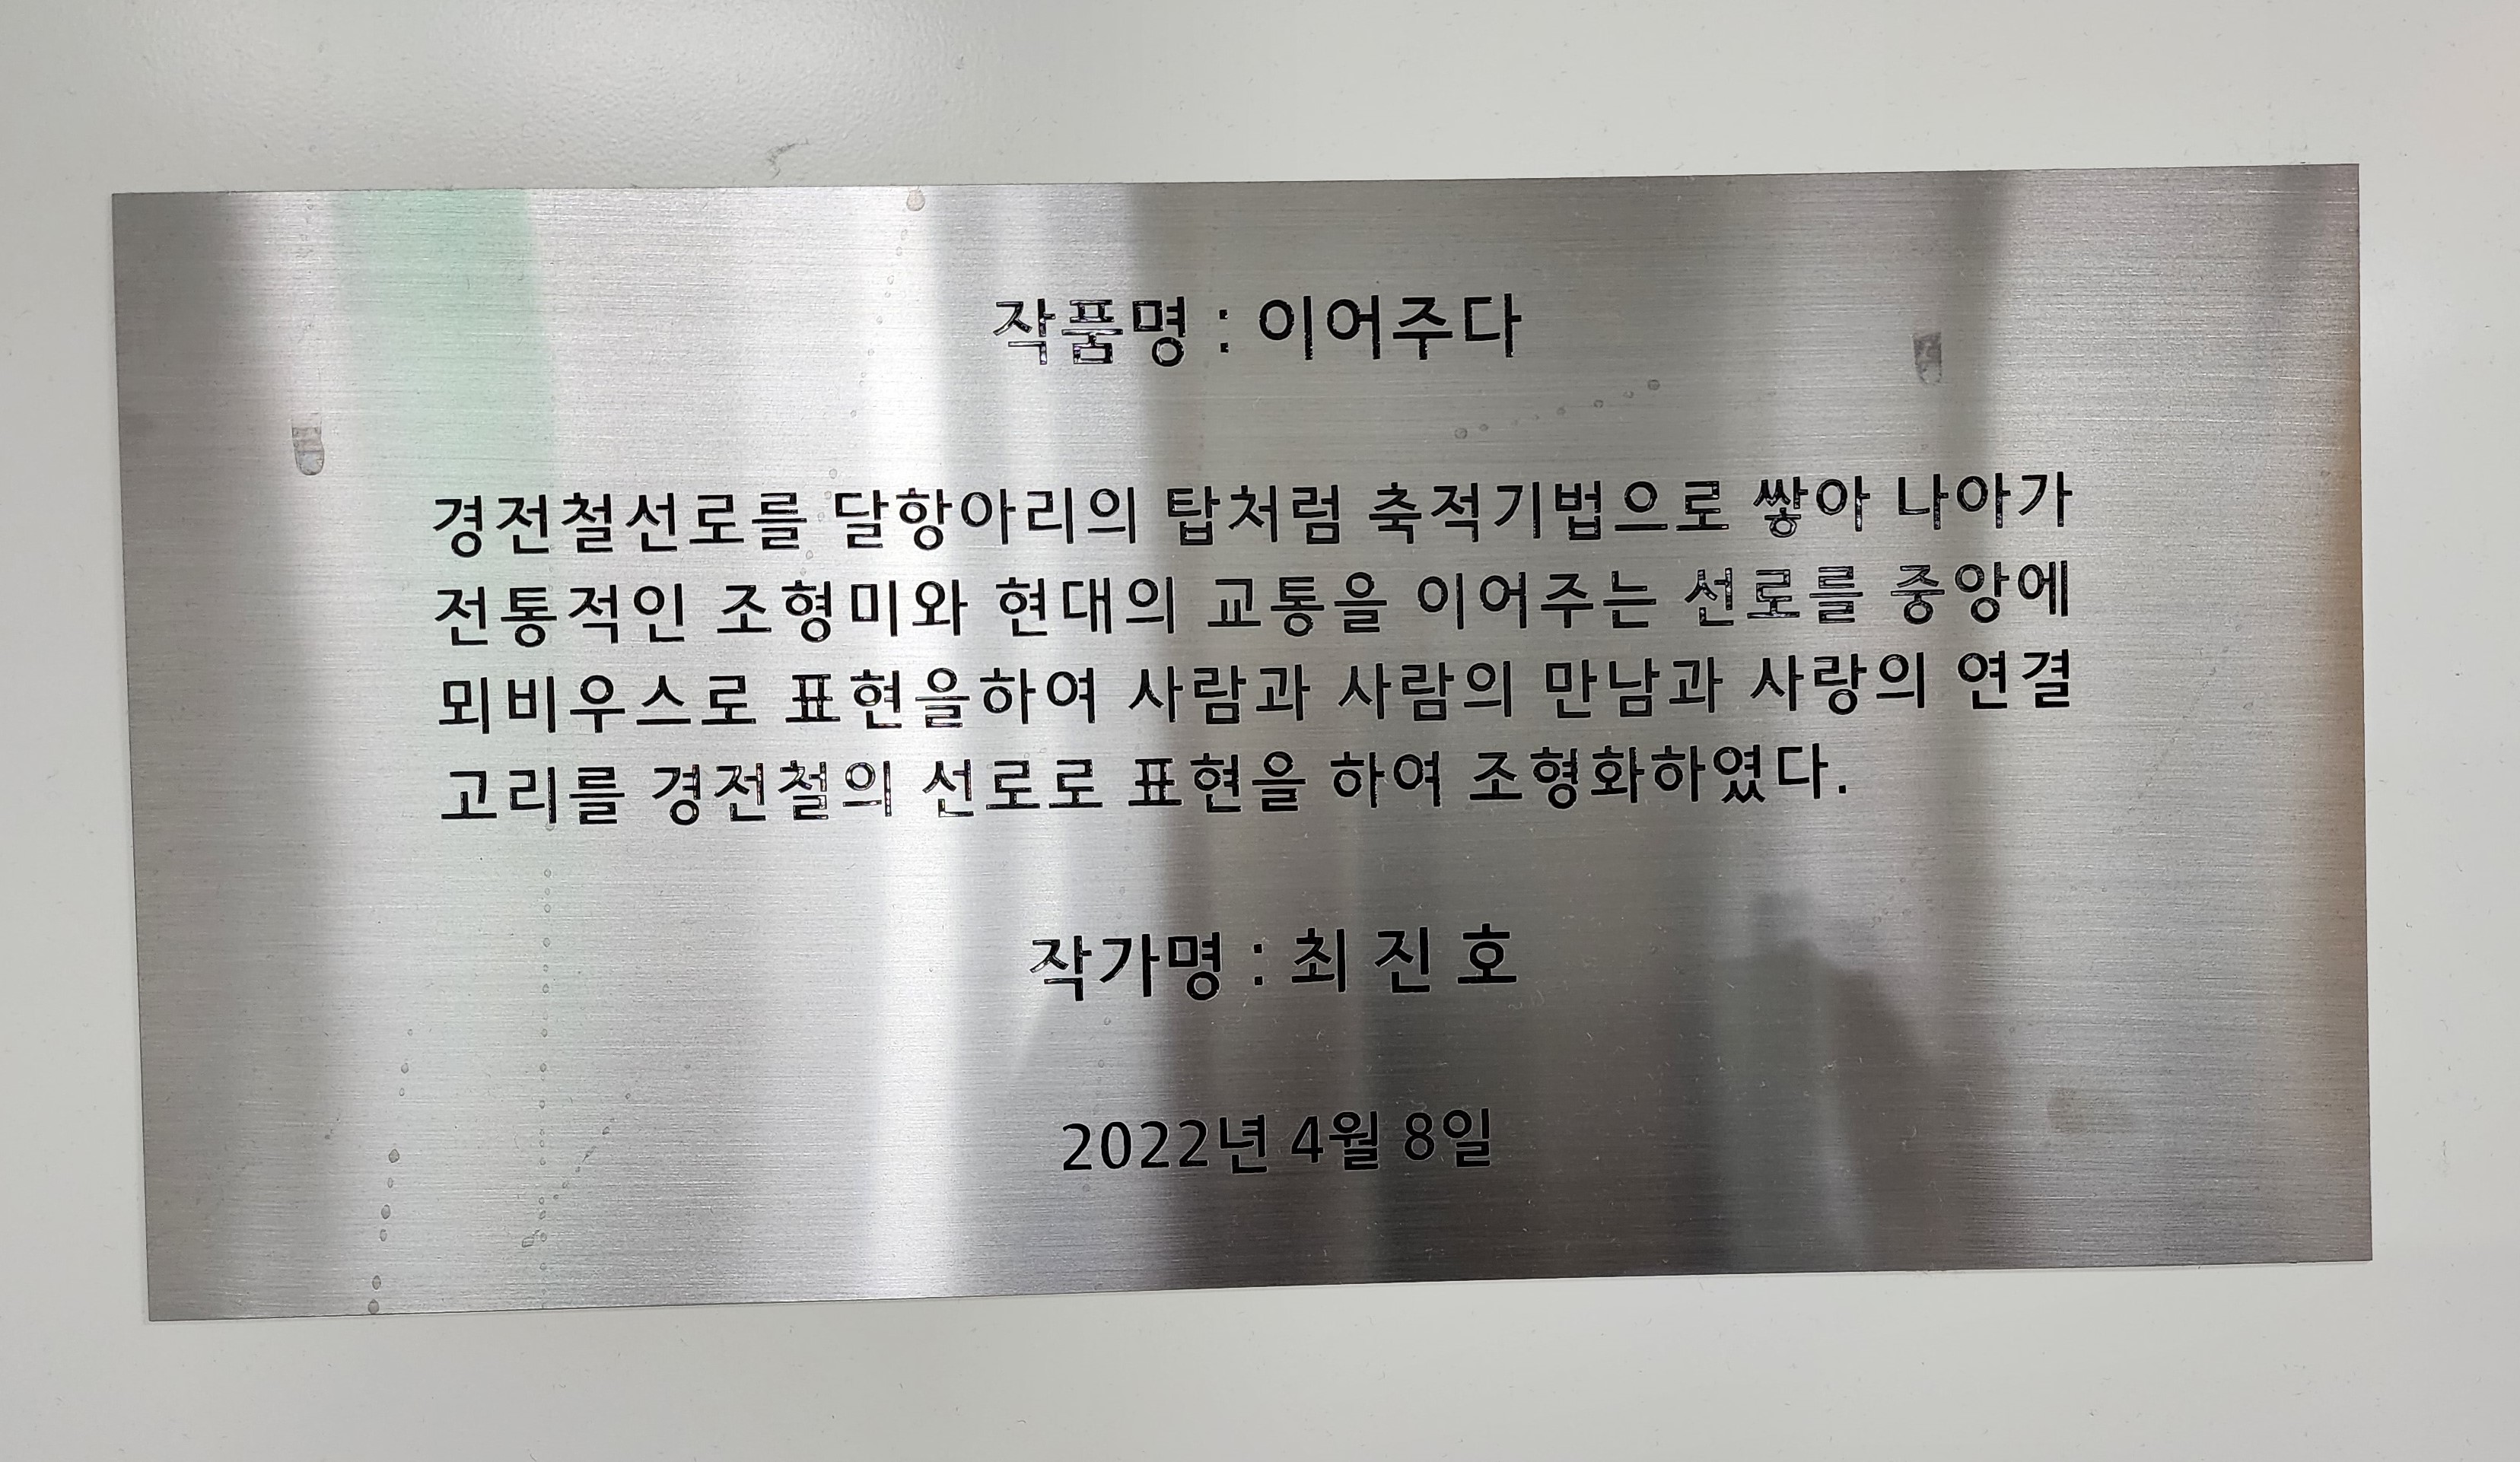 작품명 : 이어주다
경전철선로를 달항아리의 탑처럼 축적기법으로 쌓아 나아가
전통적인 조형미와 현대의 교통을 이어주는 선로를 중앙에
뫼비우스로 표현을하여 사람과 사람의 만남과 사랑의 연결
고리를 경전철의 선로로 표현을 하여 조형화하였다.
작가명 : 최 진 호
2022년 4월 8일